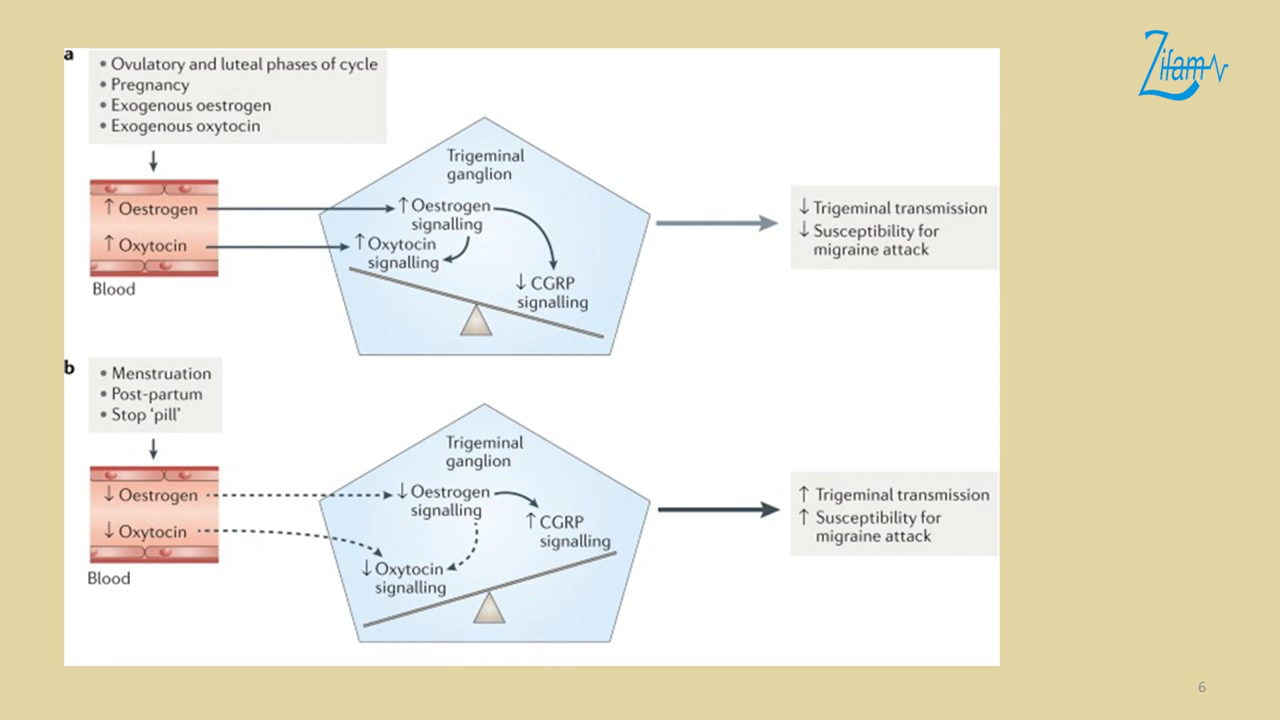 Zifam
a
• Ovulatory and luteal phases of cycle
• Pregnancy
• Exogenous oestrogen
• Exogenous oxytocin
↑ Oestrogen
↑ Oxytocin
Blood
Trigeminal
ganglion
↑ Oestrogen
signalling
↑ Oxytocin
signalling
↓ CGRP
signalling
↓ Trigeminal transmission
↓ Susceptibility for
migraine attack
b
• Menstruation
• Post-partum
• Stop ‘pill’
↓ Oestrogen
↓ Oxytocin
Blood
Trigeminal
ganglion
↓ Oestrogen
signalling
↑ CGRP
signalling
↓ Oxytocin
signalling
↑ Trigeminal transmission
↑ Susceptibility for
migraine attack
6